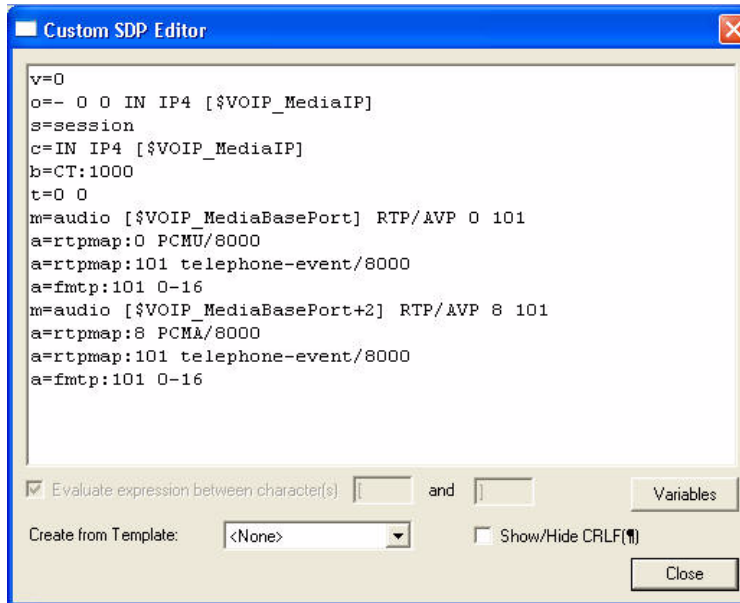 Custom SDP Editor
v=0
o=- 0 0 IN IP4 [$VOIP_MediaIP]
s=session
c=IN IP4 [$VOIP_MediaIP]
b=CT:1000
t=0 0
m=audio [$VOIP_MediaBasePort] RTP/AVP 0 101
a=rtpmap:0 PCMU/8000
a=rtpmap:101 telephone-event/8000
a=fmtp:101 0-16
m=audio [$VOIP_MediaBasePort+2] RTP/AVP 8 101
a=rtpmap:8 PCMA/8000
a=rtpmap:101 telephone-event/8000
a=fmtp:101 0-16
Evaluate expression between character(s) [ and ] Variables
Create from Template: <None> Show/Hide CRLF(¶)
Close